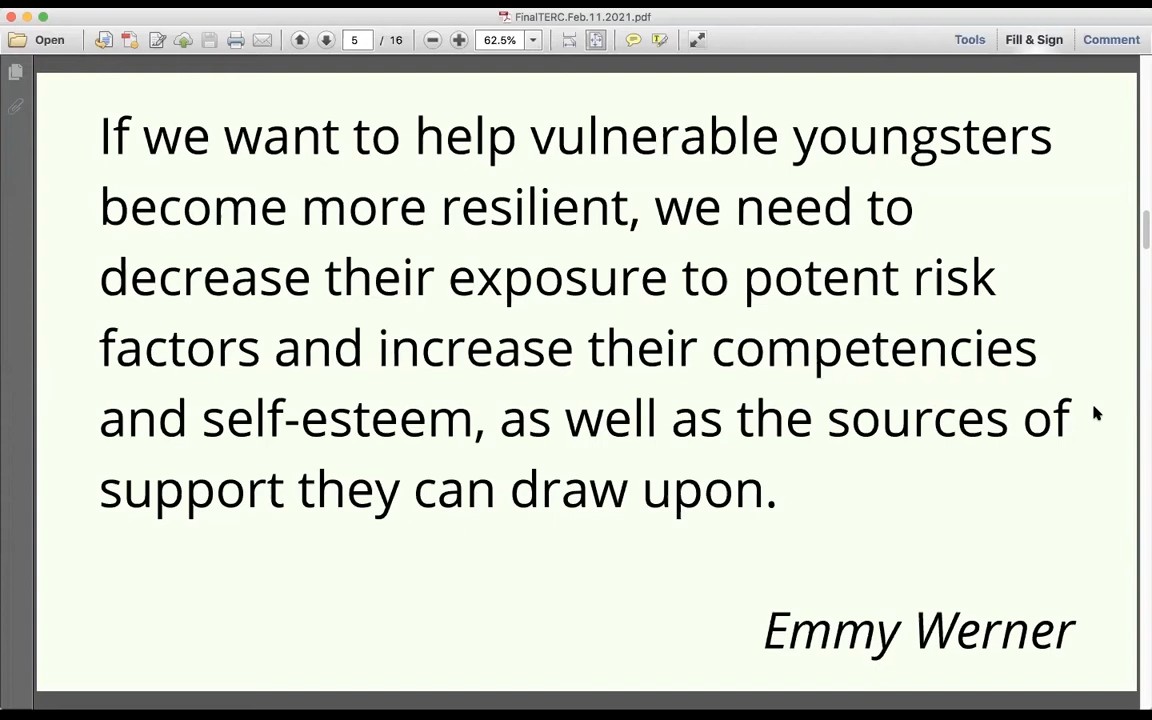 FinalTERC.Feb.11.2021.pdf
Open 5 / 16 62.5% Tools Fill & Sign Comment
If we want to help vulnerable youngsters
become more resilient, we need to
decrease their exposure to potent risk
factors and increase their competencies
and self-esteem, as well as the sources of
support they can draw upon.
Emmy Werner